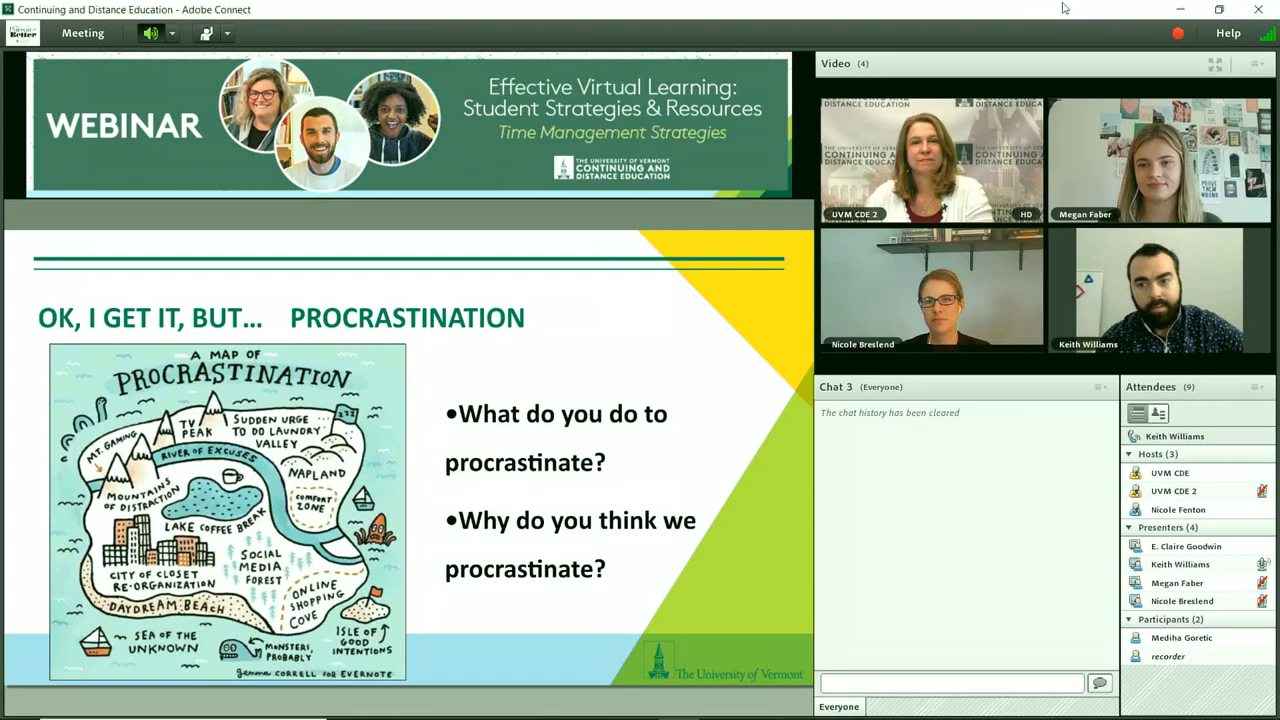 Continuing and Distance Education - Adobe Connect
Pursuit of
Better
Meeting
Help
WEBINAR
Effective Virtual Learning:
Student Strategies & Resources
Time Management Strategies
THE UNIVERSITY OF VERMONT
CONTINUING AND
DISTANCE EDUCATION
OK, I GET IT, BUT… PROCRASTINATION
A MAP OF
PROCRASTINATION
MT. GAMING
TV
PEAK
SUDDEN URGE
TO DO LAUNDRY
VALLEY
RIVER OF EXCUSES
NAPLAND
MOUNTAINS
OF DISTRACTION
COMFORT
ZONE
LAKE COFFEE BREAK
SOCIAL
MEDIA
FOREST
CITY OF CLOSET
RE-ORGANIZATION
ONLINE
SHOPPING
COVE
DAYDREAM BEACH
SEA OF THE
UNKNOWN
MONSTERS,
PROBABLY
ISLE OF
GOOD
INTENTIONS
gemma CORRELL FOR EVERNOTE
•What do you do to
procrastinate?
•Why do you think we
procrastinate?
The University of Vermont
Video (4)
UVM CDE 2
HD
Megan Faber
Nicole Breslend
Keith Williams
Chat 3 (Everyone)
The chat history has been cleared
Everyone
Attendees (9)
Keith Williams
Hosts (3)
UVM CDE
UVM CDE 2
Nicole Fenton
Presenters (4)
E. Claire Goodwin
Keith Williams
Megan Faber
Nicole Breslend
Participants (2)
Mediha Goretic
recorder